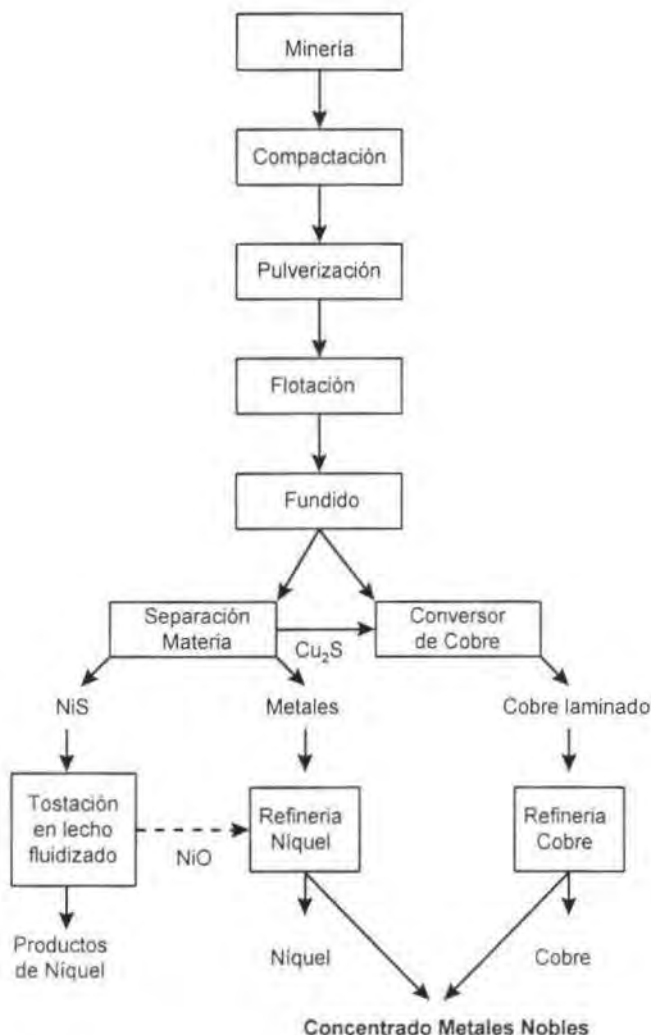 Minería
Compactación
Pulverización
Flotación
Fundido
Separación
Materia
Cu₂S
Conversor
de Cobre
NiS
Metales
Cobre laminado
Tostación
en lecho
fluidizado
NiO
Refinería
Níquel
Refinería
Cobre
Productos
de Níquel
Níquel
Cobre
Concentrado Metales Nobles